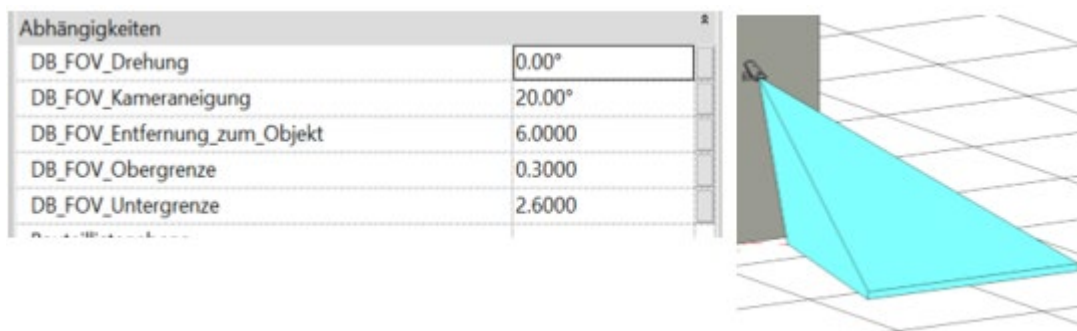 Abhängigkeiten
DB_FOV_Drehung 0.00°
DB_FOV_Kameraneigung 20.00°
DB_FOV_Entfernung_zum_Objekt 6.0000
DB_FOV_Obergrenze 0.3000
DB_FOV_Untergrenze 2.6000